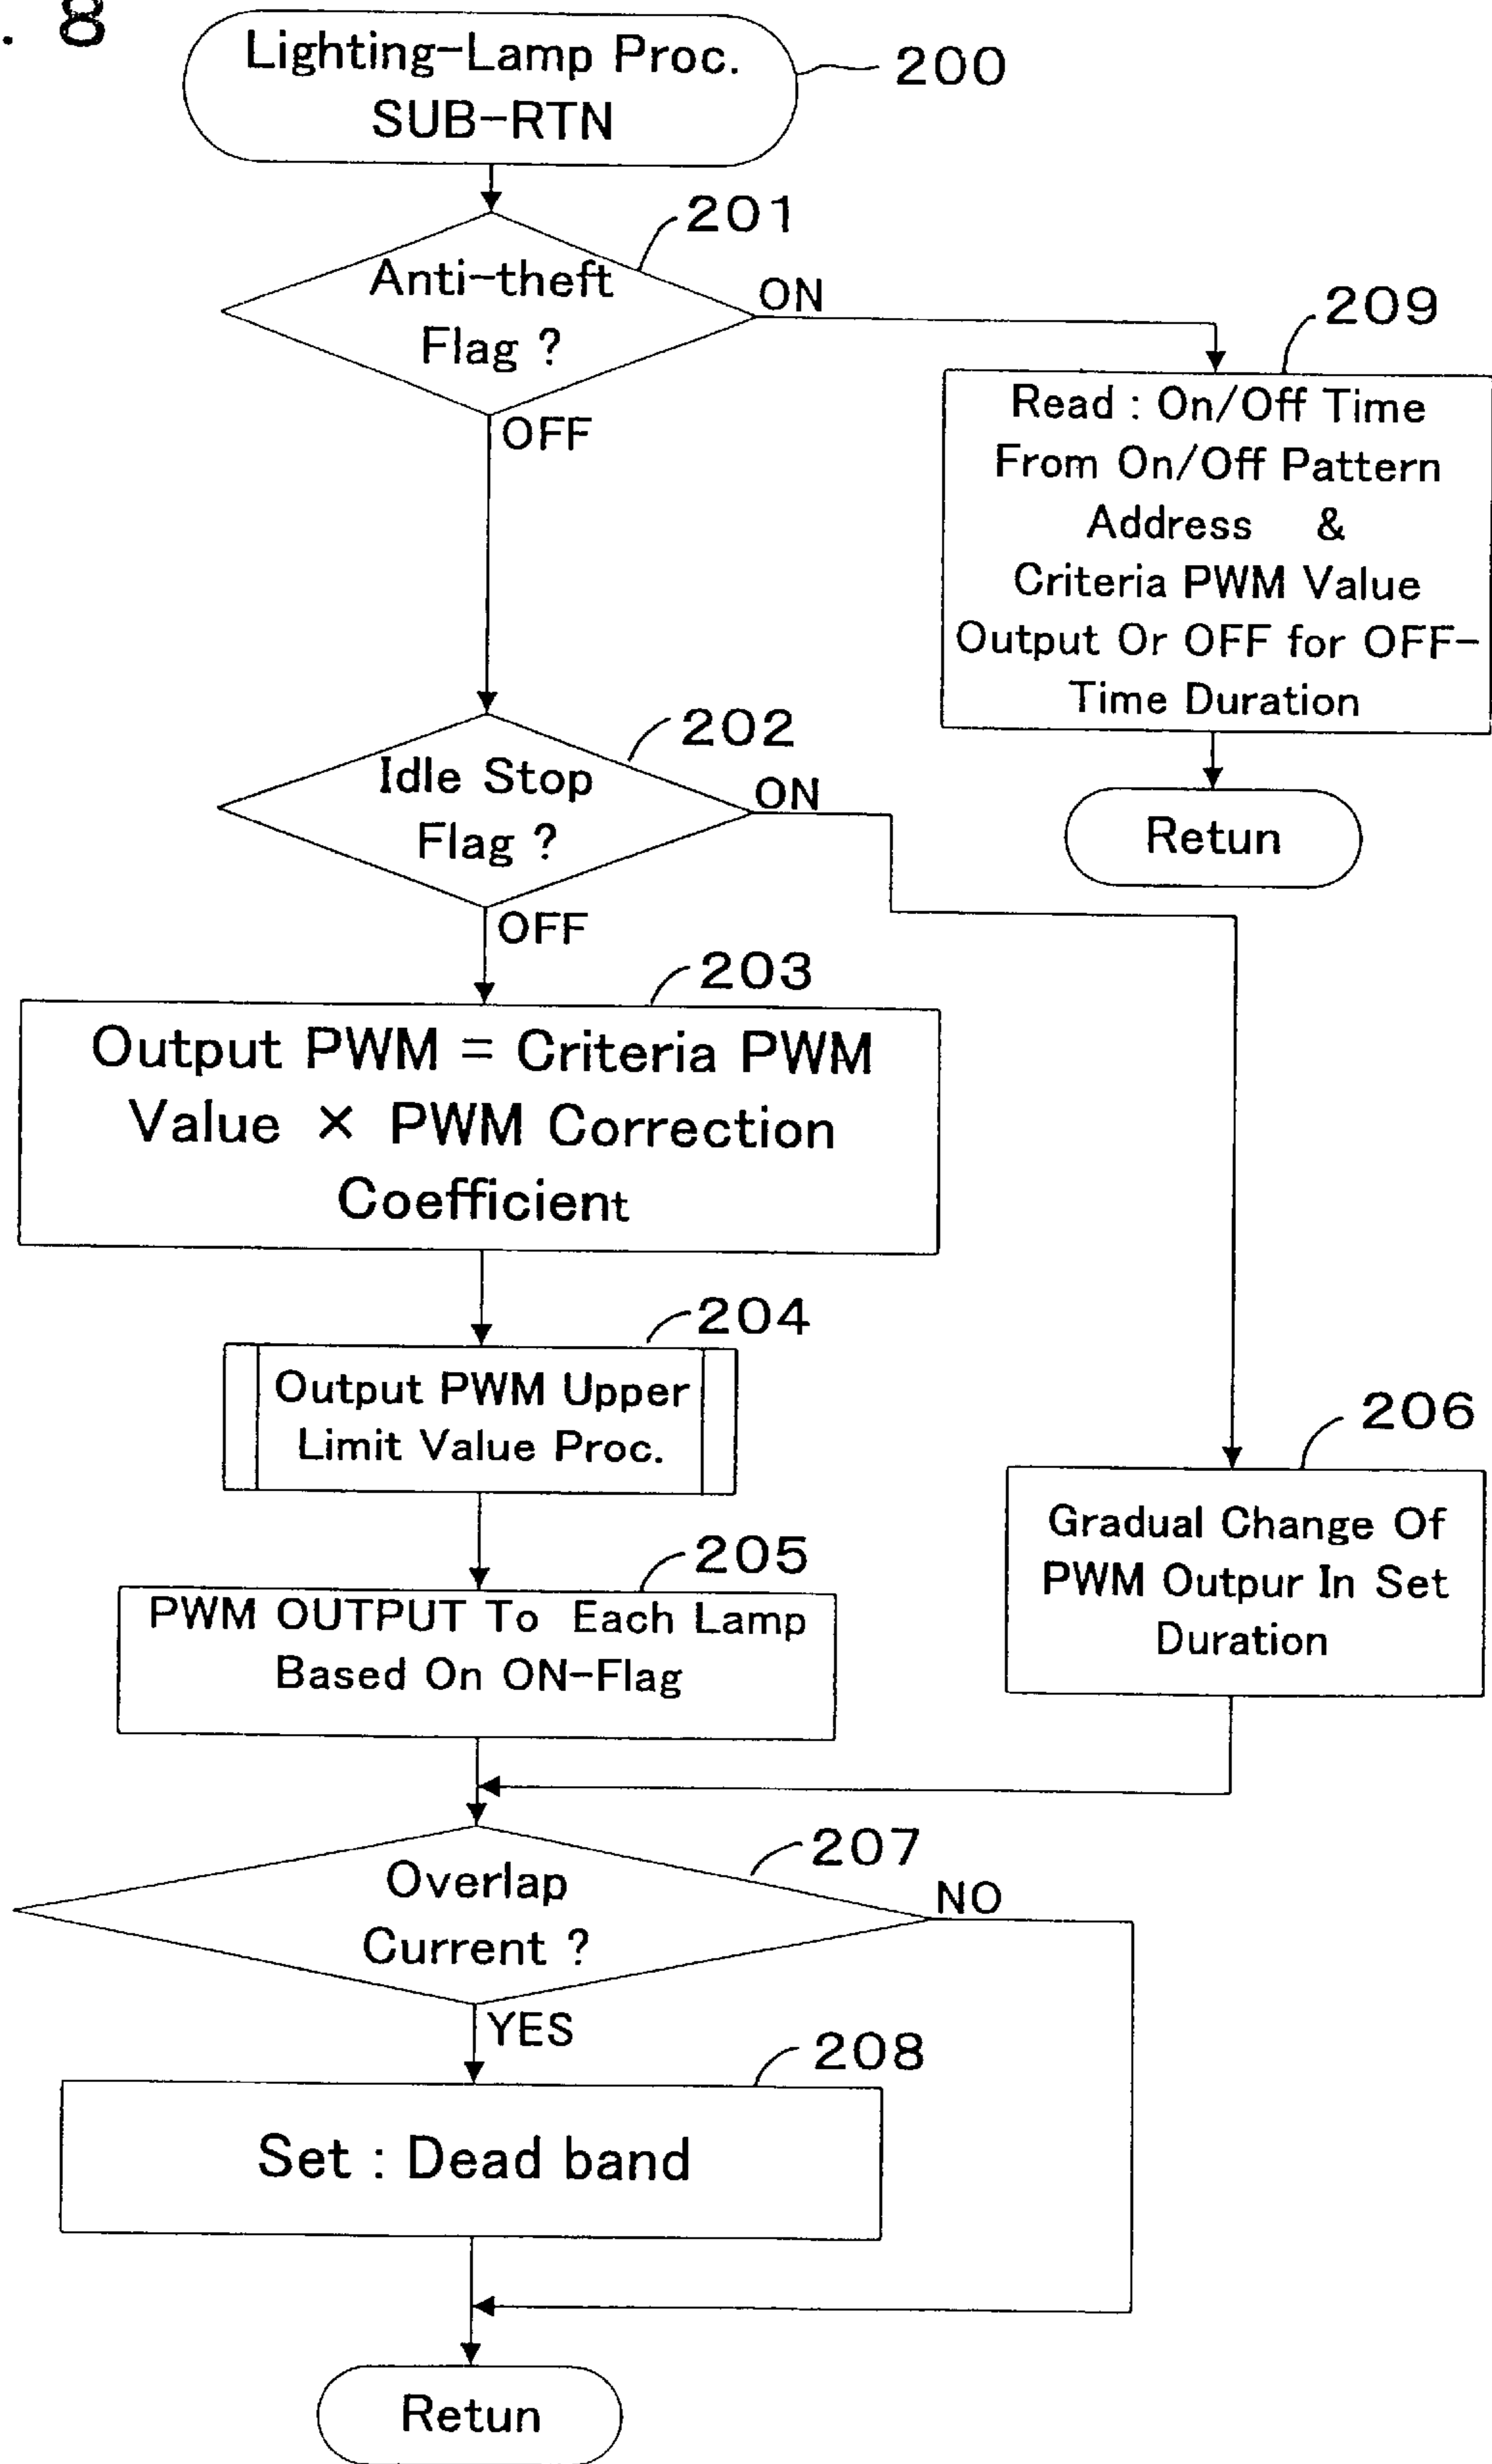 . 8
Lighting-Lamp Proc.
SUB-RTN
200
201
Anti-theft
Flag ?
ON
OFF
209
Read : On/Off Time
From On/Off Pattern
Address &
Criteria PWM Value
Output Or OFF for OFF-
Time Duration
Retun
202
Idle Stop
Flag ?
ON
OFF
203
Output PWM = Criteria PWM
Value × PWM Correction
Coefficient
204
Output PWM Upper
Limit Value Proc.
205
PWM OUTPUT To Each Lamp
Based On ON-Flag
206
Gradual Change Of
PWM Outpur In Set
Duration
207
Overlap
Current ?
NO
YES
208
Set : Dead band
Retun